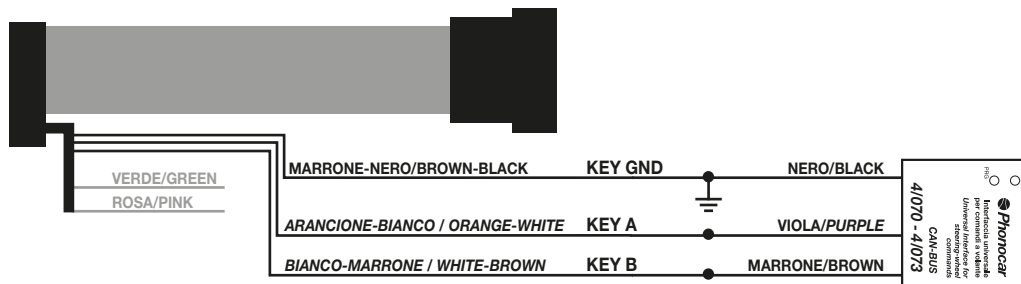 MARRONE-NERO/BROWN-BLACK KEY GND NERO/BLACK
VERDE/GREEN
ROSA/PINK
ARANCIONE-BIANCO / ORANGE-WHITE KEY A VIOLA/PURPLE
BIANCO-MARRONE / WHITE-BROWN KEY B MARRONE/BROWN
PRG
Phonocar
Interfaccia universale
per comandi a volante
Universal Interface for
steering-wheel
commands
CAN-BUS
4/070 - 4/073